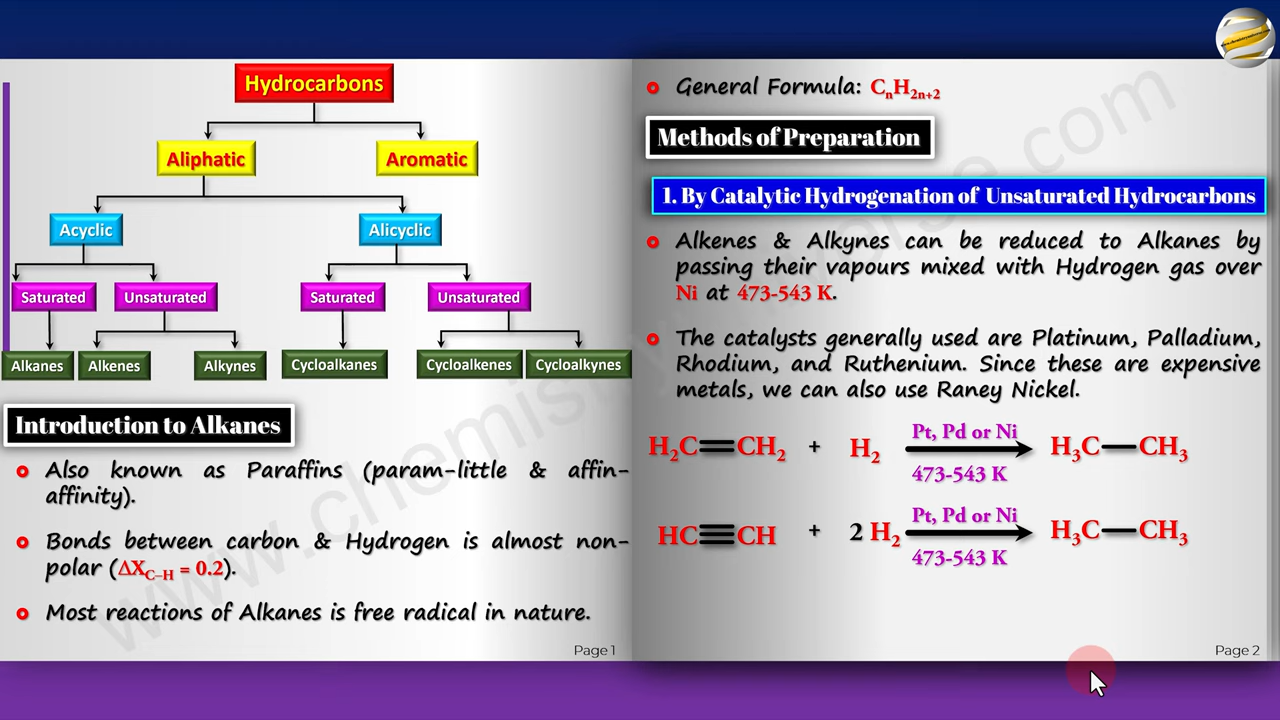 Hydrocarbons
Aliphatic
Aromatic
Acyclic
Alicyclic
Saturated
Unsaturated
Saturated
Unsaturated
Alkanes
Alkenes
Alkynes
Cycloalkanes
Cycloalkenes
Cycloalkynes
Introduction to Alkanes
Also known as Paraffins (param-little & affin-
affinity).
Bonds between carbon & Hydrogen is almost non-
polar (ΔX_C–H = 0.2).
Most reactions of Alkanes is free radical in nature.
Page 1
General Formula: CₙH₂ₙ₊₂
Methods of Preparation
1. By Catalytic Hydrogenation of Unsaturated Hydrocarbons
Alkenes & Alkynes can be reduced to Alkanes by
passing their vapours mixed with Hydrogen gas over
Ni at 473-543 K.
The catalysts generally used are Platinum, Palladium,
Rhodium, and Ruthenium. Since these are expensive
metals, we can also use Raney Nickel.
H₂C═CH₂ + H₂ Pt, Pd or Ni H₃C—CH₃
473-543 K
HC≡CH + 2 H₂ Pt, Pd or Ni H₃C—CH₃
473-543 K
Page 2